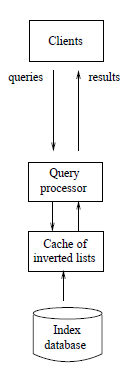 Clients
queries results
Query
processor
Cache of
inverted lists
Index
database